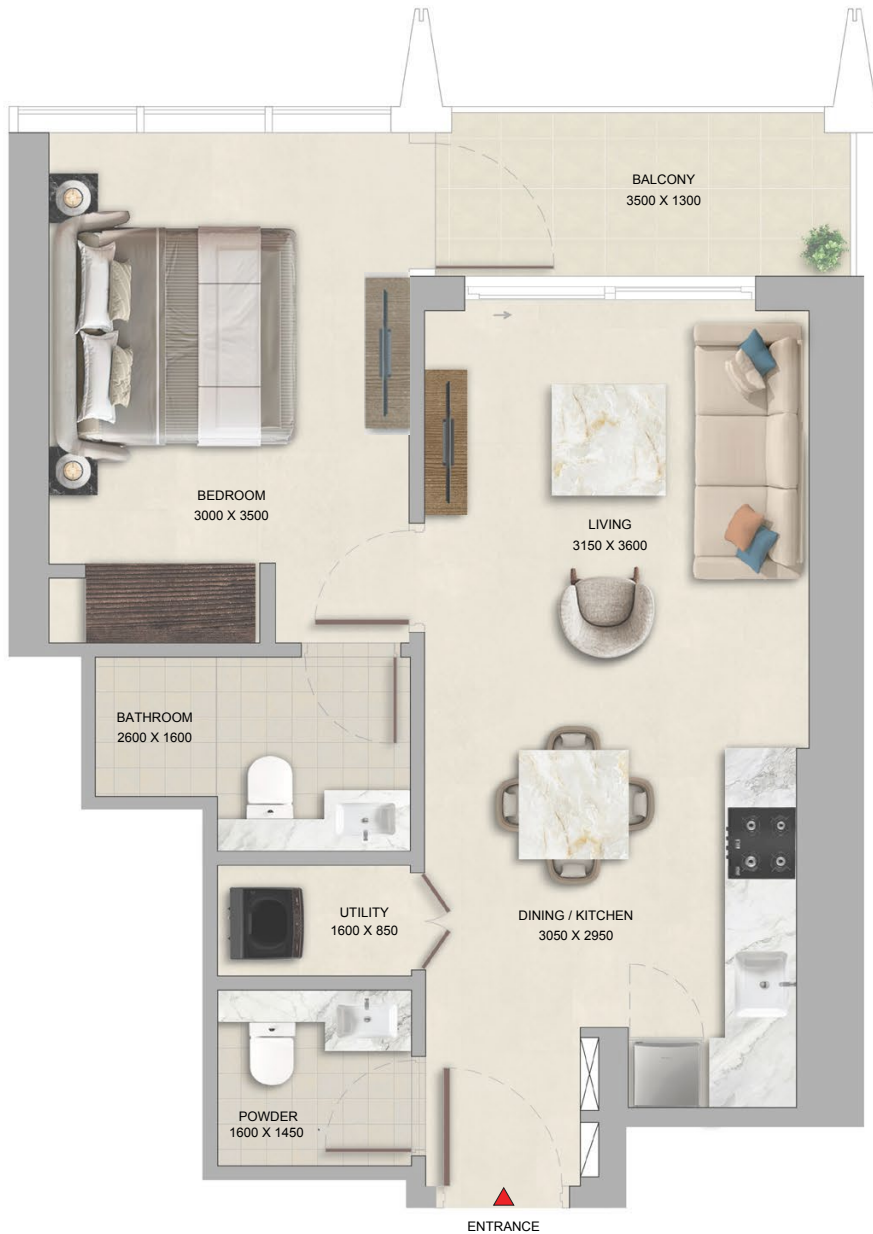 BALCONY
3500 X 1300
BEDROOM
3000 X 3500
LIVING
3150 X 3600
BATHROOM
2600 X 1600
UTILITY
1600 X 850
DINING / KITCHEN
3050 X 2950
POWDER
1600 X 1450
ENTRANCE